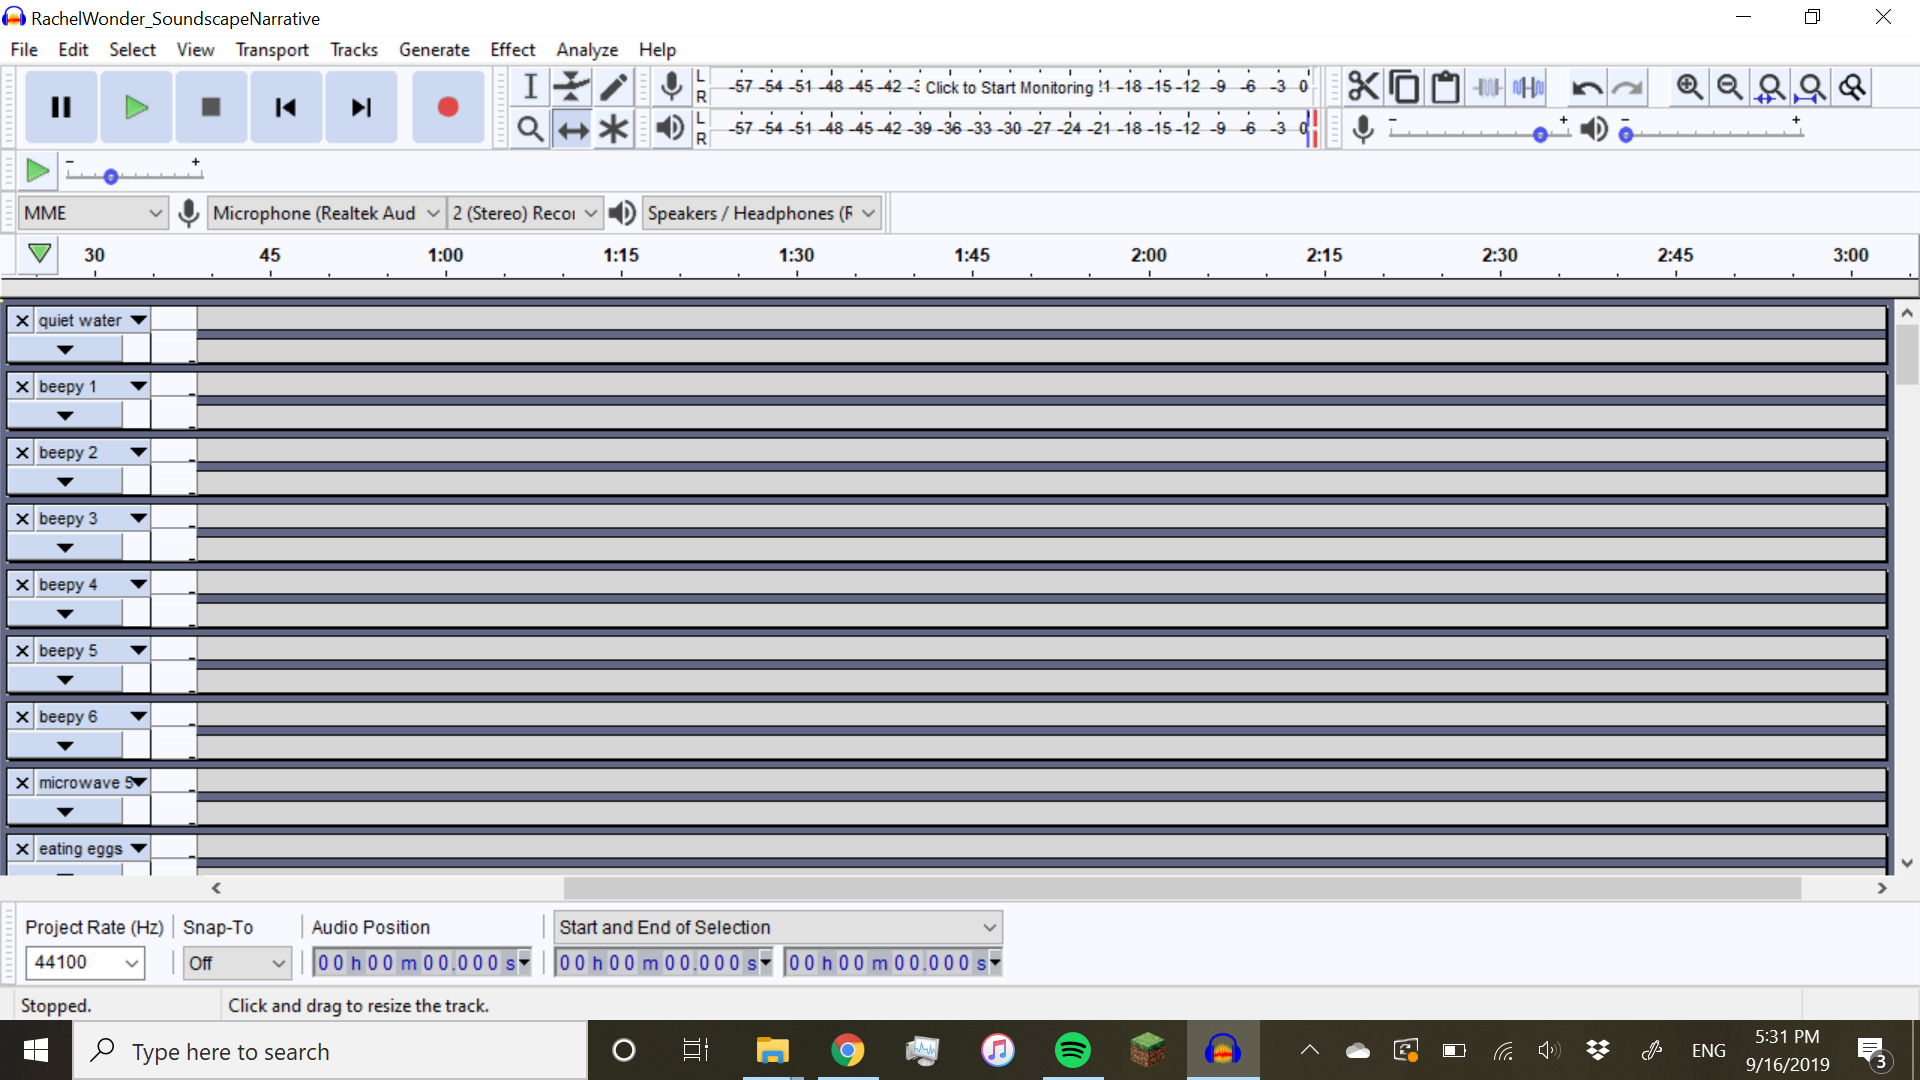 RachelWonder_SoundscapeNarrative
File Edit Select View Transport Tracks Generate Effect Analyze Help
L
R
-57 -54 -51 -48 -45 -42 -3 Click to Start Monitoring !1 -18 -15 -12 -9 -6 -3 0
L
R
-57 -54 -51 -48 -45 -42 -39 -36 -33 -30 -27 -24 -21 -18 -15 -12 -9 -6 -3 0
- +
- +
- +
MME
Microphone (Realtek Aud
2 (Stereo) Recor
Speakers / Headphones (R
30 45 1:00 1:15 1:30 1:45 2:00 2:15 2:30 2:45 3:00
quiet water
beepy 1
beepy 2
beepy 3
beepy 4
beepy 5
beepy 6
microwave 5
eating eggs
Project Rate (Hz) Snap-To Audio Position Start and End of Selection
44100 Off 00 h 00 m 00.000 s 00 h 00 m 00.000 s 00 h 00 m 00.000 s
Stopped. Click and drag to resize the track.
Type here to search
ENG
5:31 PM
9/16/2019
3